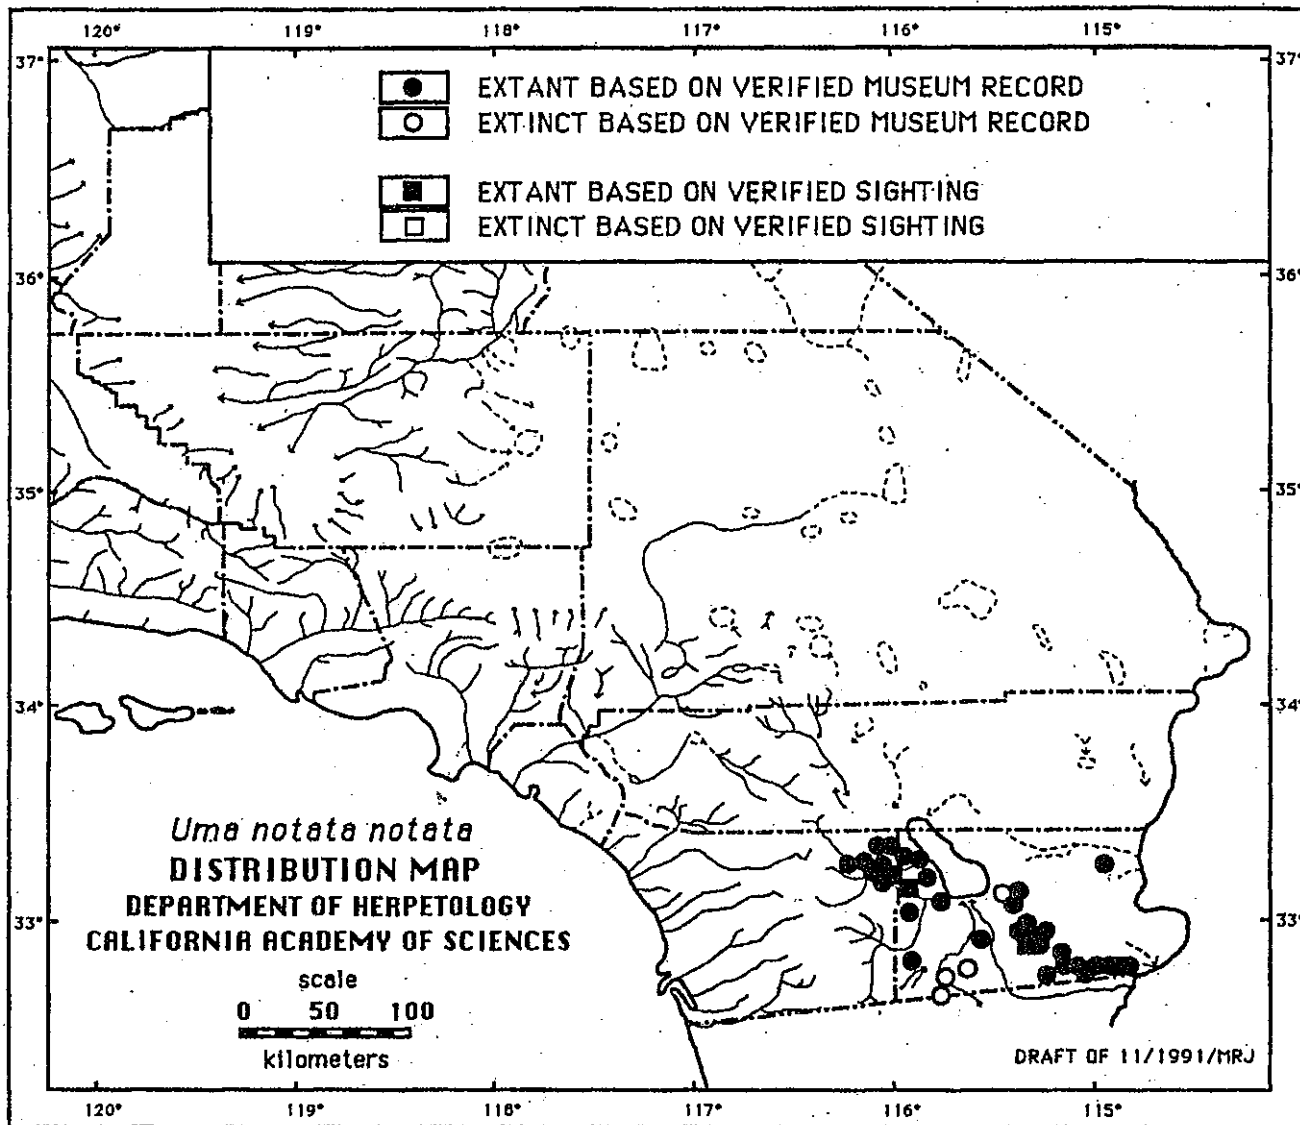 120° 119° 118° 117° 116° 115°
37° 37°
EXTANT BASED ON VERIFIED MUSEUM RECORD
EXTINCT BASED ON VERIFIED MUSEUM RECORD
EXTANT BASED ON VERIFIED SIGHTING
EXTINCT BASED ON VERIFIED SIGHTING
36° 36°
35° 35°
34° 34°
33° 33°
Uma notata notata
DISTRIBUTION MAP
DEPARTMENT OF HERPETOLOGY
CALIFORNIA ACADEMY OF SCIENCES
scale
0 50 100
kilometers
DRAFT OF 11/1991/MRJ
120° 119° 118° 117° 116° 115°